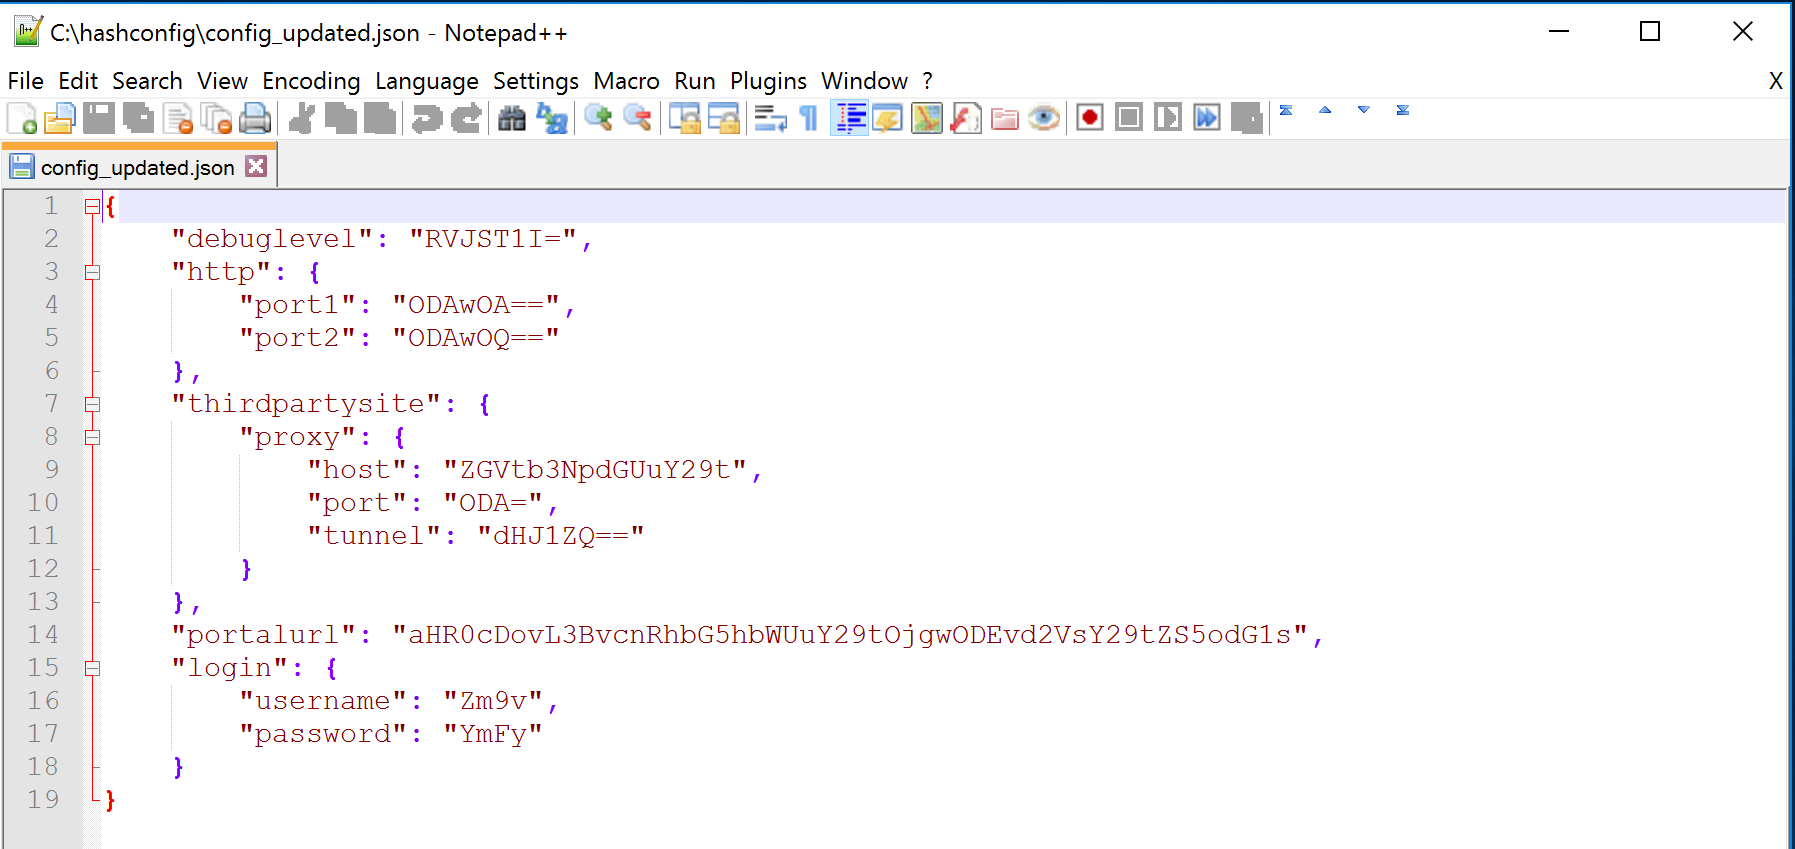 C:\hashconfig\config_updated.json - Notepad++
File Edit Search View Encoding Language Settings Macro Run Plugins Window ? X
config_updated.json
1 {
2 "debuglevel": "RVJST1I=",
3 "http": {
4 "port1": "ODAwOA==",
5 "port2": "ODAwOQ=="
6 },
7 "thirdpartysite": {
8 "proxy": {
9 "host": "ZGVtb3NpdGUuY29t",
10 "port": "ODA=",
11 "tunnel": "dHJ1ZQ=="
12 }
13 },
14 "portalurl": "aHR0cDovL3BvcnRhbG5hbWUuY29tOjgwODEvd2VsY29tZS5odG1s",
15 "login": {
16 "username": "Zm9v",
17 "password": "YmFy"
18 }
19 }